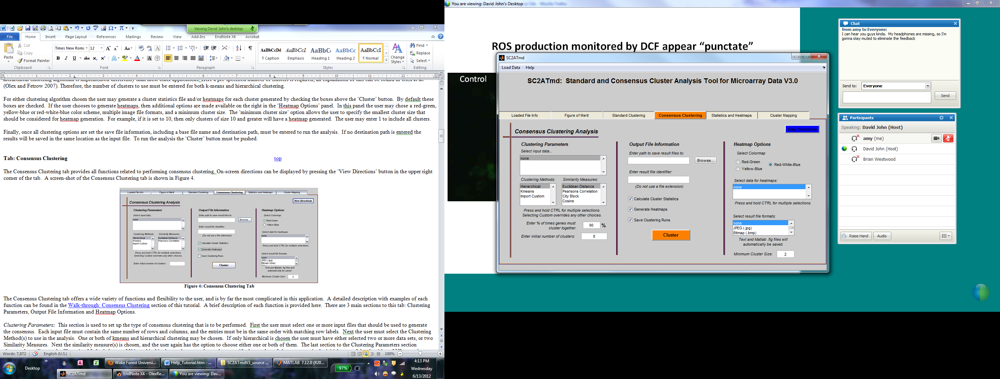 Viewing David John's desktop
File Home Insert Page Layout References Mailings Review View Add-Ins EndNote X4 Acrobat
Paste
Cut
Copy
Format Painter
Clipboard
Times New Roma 12
Font
Paragraph
AaBbCcDd AaBbCcL AaBbC AaBbCc AaBbCcI
¶ Caption Emphasis Heading 1 Heading 2 ¶ Normal
Change Styles
Styles
Find
Replace
Select
Editing
1 2 3 4 5 6 7 8 9 10 11 12
(Olex and Fetrow 2007). Therefore, the number of clusters to use must be entered for both k-means and hierarchical clustering.
For either clustering algorithm chosen the user may generate a cluster statistics file and/or heatmaps for each cluster generated by checking the boxes above the ‘Cluster’ button. By default these
boxes are checked. If the user chooses to generate heatmaps, then additional options are made available on the right in the ‘Heatmap Options’ panel. In this panel the user may chose a red-green,
yellow-blue or red-white-blue color scheme, multiple image file formats, and a minimum cluster size. The ‘minimum cluster size’ option allows the user to specify the smallest cluster size that
should be considered for heatmap generation. For example, if it is set to 10, then only clusters of size 10 and greater will have a heatmap generated. The user may enter 1 to include all clusters.
Finally, once all clustering options are set the save file information, including a base file name and destination path, must be entered to run the analysis. If no destination path is entered the
results will be saved in the same location as the input file. To run the analysis the ‘Cluster’ button must be pushed.
Tab: Consensus Clustering top
The Consensus Clustering tab provides all functions related to performing consensus clustering. On-screen directions can be displayed by pressing the ‘View Directions’ button in the upper right
corner of the tab. A screen-shot of the Consensus Clustering tab is shown in Figure 4.
Loaded File Info Figure of Merit Standard Clustering Consensus Clustering Statistics and Heatmaps Cluster Mapping
Consensus Clustering Analysis
View Directions
Clustering Parameters
Select input data...
none
Clustering Methods: Similarity Measures:
Hierarchical Euclidean Distance
Kmeans Pearsons Correlation
Import Custom
Press and hold CTRL for multiple selections.
Selecting Custom overrides any other choices.
Enter initial number of clusters:
Output File Information
Enter path to save result files to:
Browse...
Enter result file identifier:
(Do not use a file extension)
Calculate Cluster Statistics
Generate Heatmaps
Save Clustering Runs
Cluster
Heatmap Options
Select Colormap
Red-Green
Yellow-Blue
Select data for heatmaps:
none
Press and hold CTRL for multiple selections.
Select result file formats:
none
JPEG (.jpg)
Bitmap (.bmp)
Text and Matlab .fig files will
automatically be saved.
Minimum Cluster Size: 2
Figure 4: Consensus Clustering Tab
The Consensus Clustering tab offers a wide variety of functions and flexibility to the user, and is by far the most complicated in this application. A detailed description with examples of each
function can be found in the Walk-through: Consensus Clustering section of this tutorial. A brief description of each function is provided here. There are 3 main sections to this tab: Clustering
Parameters, Output File Information and Heatmap Options.
Clustering Parameters: This section is used to set up the type of consensus clustering that is to be performed. First the user must select one or more input files that should be used to generate
the consensus. Each input file must contain the same number of rows and columns, and the entries must be in the same order with matching row labels. Next the user must select the Clustering
Method(s) to use in the analysis. One or both of kmeans and hierarchical clustering may be chosen. If only hierarchical is chosen the user must have either selected two or more data sets, or two
Similarity Measures. Next the similarity measure(s) is chosen, and the user again has the option to choose either one or both of them. The last section to the Clustering Parameters section
Words: 7,872 English (U.S.) 100%
Desktop
Wake Forest Universi... Help_Tutorial.htm - ... SC2ATmdV3_source ... MATLAB 7.12.0 (R20...
SC2ATmd EndNote X4 - OlexRe... You are viewing: Dav...
97%
4:13 PM
Wednesday
6/13/2012
You are viewing: David John's Desktop
ROS production monitored by DCF appear “punctate”
Control
SC2ATmd
Load Data Help
SC2ATmd: Standard and Consensus Cluster Analysis Tool for Microarray Data V3.0
Loaded File Info Figure of Merit Standard Clustering Consensus Clustering Statistics and Heatmaps Cluster Mapping
Consensus Clustering Analysis
View Directions
Clustering Parameters
Select input data...
none
Clustering Methods: Similarity Measures:
Hierarchical Euclidean Distance
Kmeans Pearsons Correlation
Import Custom City Block
Cosine
Press and hold CTRL for multiple selections.
Selecting Custom overrides any other choices.
Enter % of times genes must
cluster together. 90 %
Enter initial number of clusters: 8
Output File Information
Enter path to save result files to:
Browse...
Enter result file identifier:
(Do not use a file extension)
Calculate Cluster Statistics
Generate Heatmaps
Save Clustering Runs
Cluster
Heatmap Options
Select Colormap
Red-Green
Red-White-Blue
Yellow-Blue
Select data for heatmaps:
none
Press and hold CTRL for multiple selections.
Select result file formats:
none
JPEG (.jpg)
Bitmap (.bmp)
Text and Matlab .fig files will
automatically be saved.
Minimum Cluster Size: 2
Chat
from amy to Everyone:
I can hear you guys kinda. My headphones are missing, so I'm
gonna stay muted to eliminate the feedback
Send to: Everyone
Send
Participants
Speaking: David John (Host)
amy (me)
David John (Host)
Brian Westwood
Raise Hand Audio